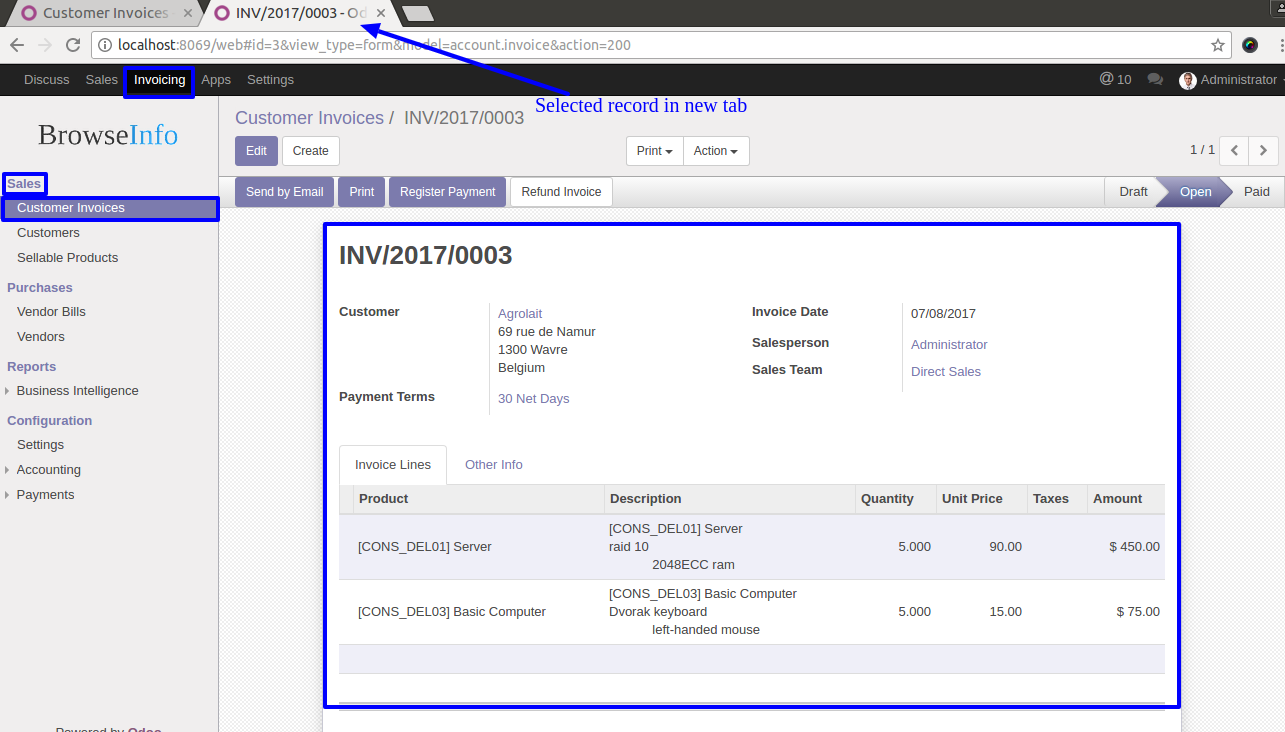 Customer Invoices
INV/2017/0003 - Od
localhost:8069/web#id=3&view_type=form&model=account.invoice&action=200
Discuss Sales Invoicing Apps Settings
@ 10
Administrator
Selected record in new tab
BrowseInfo
Sales
Customer Invoices
Customers
Sellable Products
Purchases
Vendor Bills
Vendors
Reports
Business Intelligence
Configuration
Settings
Accounting
Payments
Powered by Odoo
Customer Invoices / INV/2017/0003
Edit Create
Print Action
1 / 1
Send by Email Print Register Payment Refund Invoice
Draft Open Paid
INV/2017/0003
Customer
Agrolait
69 rue de Namur
1300 Wavre
Belgium
Payment Terms 30 Net Days
Invoice Date 07/08/2017
Salesperson Administrator
Sales Team Direct Sales
Invoice Lines Other Info
Product Description Quantity Unit Price Taxes Amount
[CONS_DEL01] Server
[CONS_DEL01] Server
raid 10
2048ECC ram
5.000 90.00 $ 450.00
[CONS_DEL03] Basic Computer
[CONS_DEL03] Basic Computer
Dvorak keyboard
left-handed mouse
5.000 15.00 $ 75.00